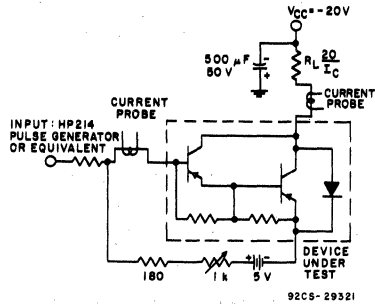 VCC=-20V
500 μF
50 V
RL 20/IC
CURRENT
PROBE
CURRENT
PROBE
INPUT: HP214
PULSE GENERATOR
OR EQUIVALENT
DEVICE
UNDER
TEST
180
1 k
5 V
92CS-29321